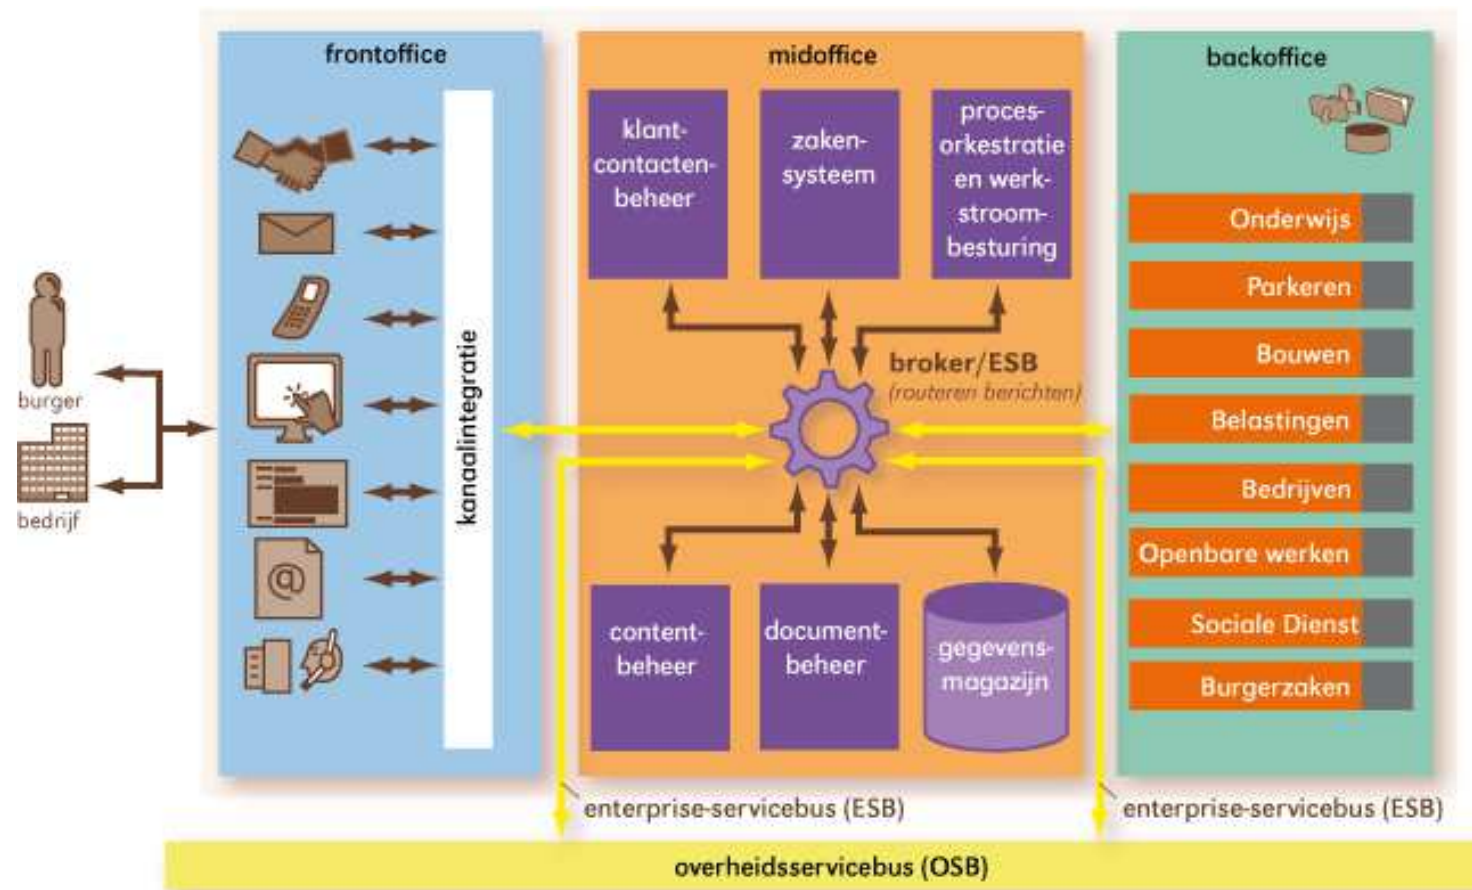 frontoffice
kanaalintegratie
burger
bedrijf
midoffice
klant-
contacten-
beheer
zaken-
systeem
proces-
orkestratie
en werk-
stroom-
besturing
broker/ESB
(routeren berichten)
content-
beheer
document-
beheer
gegevens-
magazijn
backoffice
Onderwijs
Parkeren
Bouwen
Belastingen
Bedrijven
Openbare werken
Sociale Dienst
Burgerzaken
enterprise-servicebus (ESB)
enterprise-servicebus (ESB)
overheidsservicebus (OSB)